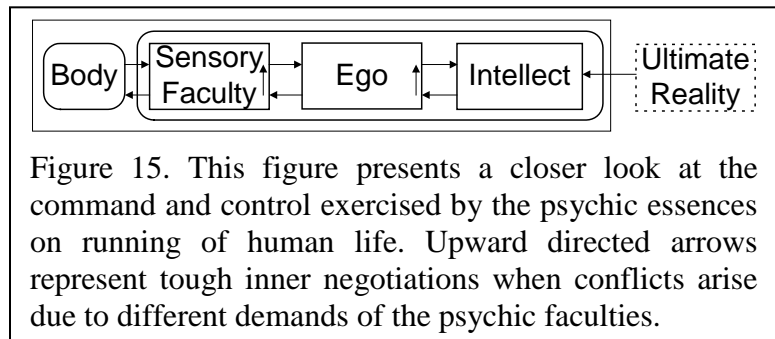 Body
Sensory
Faculty
Ego
Intellect
Ultimate
Reality
Figure 15. This figure presents a closer look at the
command and control exercised by the psychic essences
on running of human life. Upward directed arrows
represent tough inner negotiations when conflicts arise
due to different demands of the psychic faculties.